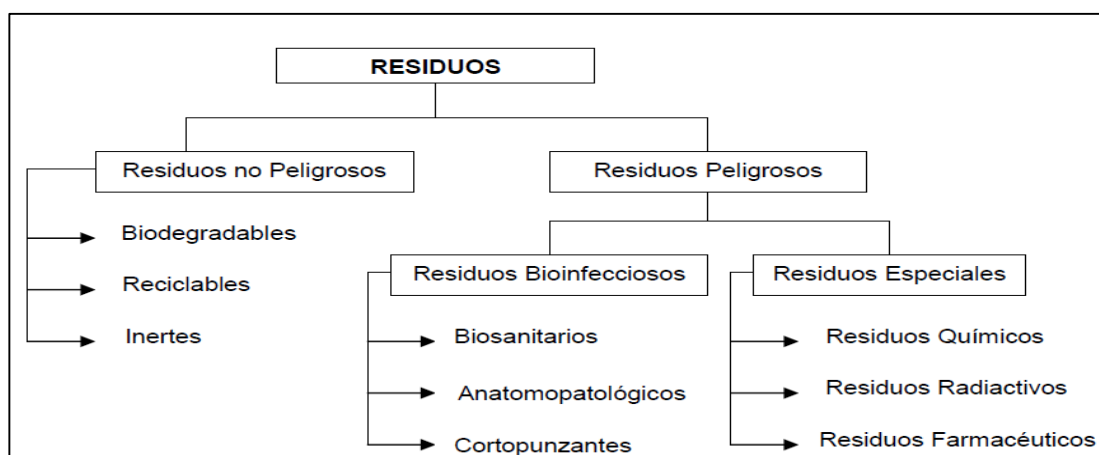 RESIDUOS
Residuos no Peligrosos
Residuos Peligrosos
Biodegradables
Reciclables
Inertes
Residuos Bioinfecciosos
Residuos Especiales
Biosanitarios
Anatomopatológicos
Cortopunzantes
Residuos Químicos
Residuos Radiactivos
Residuos Farmacéuticos